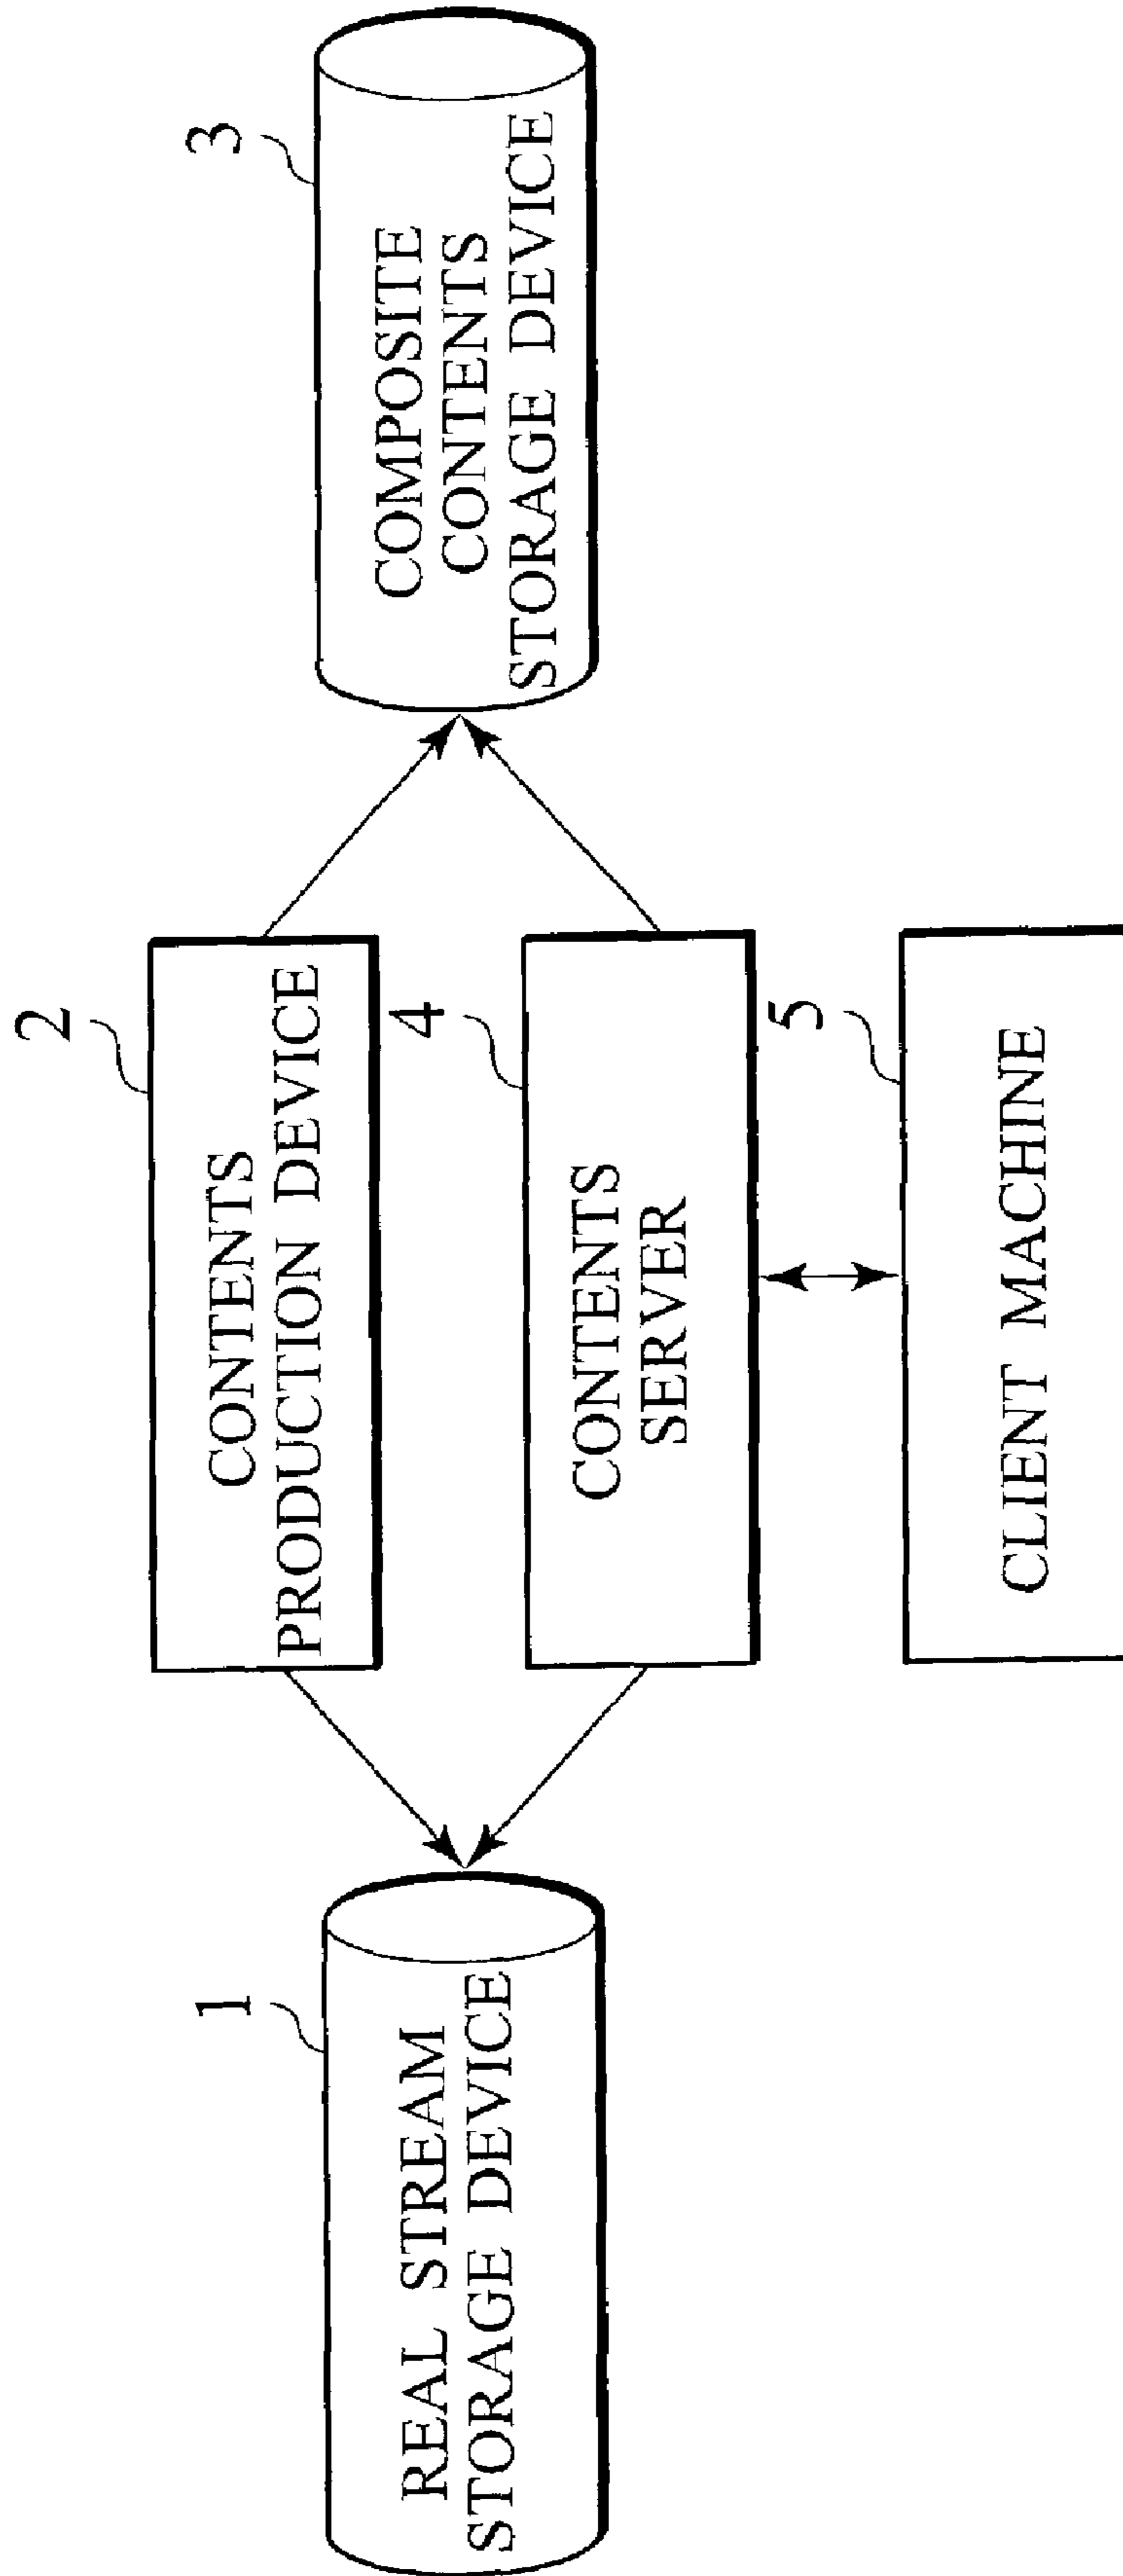 2
CONTENTS
PRODUCTION DEVICE
1
REAL STREAM
STORAGE DEVICE
3
COMPOSITE
CONTENTS
STORAGE DEVICE
4
CONTENTS
SERVER
5
CLIENT MACHINE